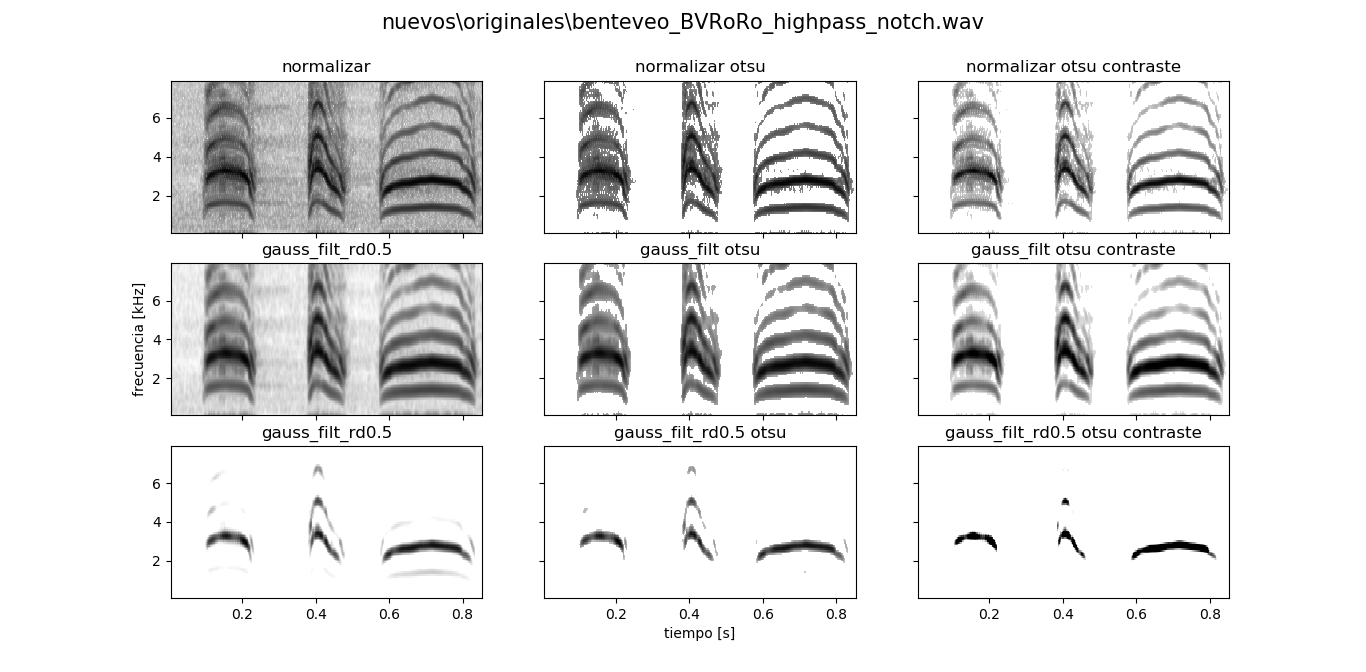 nuevos\originales\benteveo_BVRoRo_highpass_notch.wav
normalizar
normalizar otsu
normalizar otsu contraste
6
4
2
gauss_filt_rd0.5
gauss_filt otsu
gauss_filt otsu contraste
frecuencia [kHz]
6
4
2
gauss_filt_rd0.5
gauss_filt_rd0.5 otsu
gauss_filt_rd0.5 otsu contraste
6
4
2
0.2 0.4 0.6 0.8
0.2 0.4 0.6 0.8
0.2 0.4 0.6 0.8
tiempo [s]